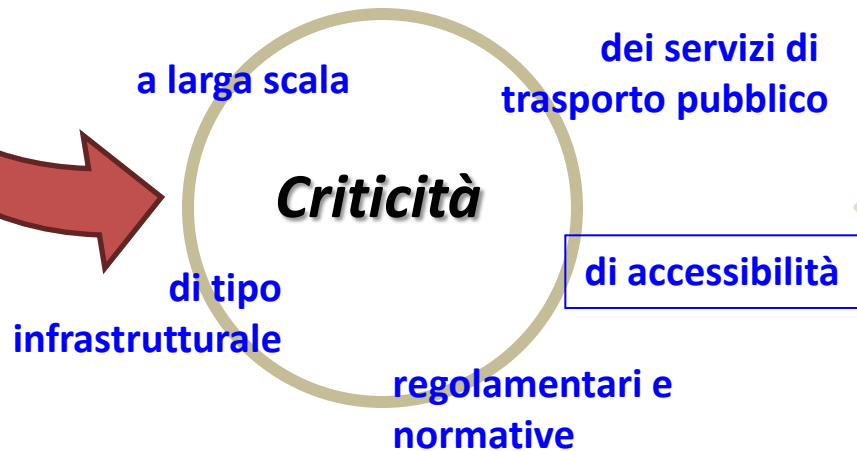 a larga scala
dei servizi di
trasporto pubblico
Criticità
di accessibilità
di tipo
infrastrutturale
regolamentari e
normative